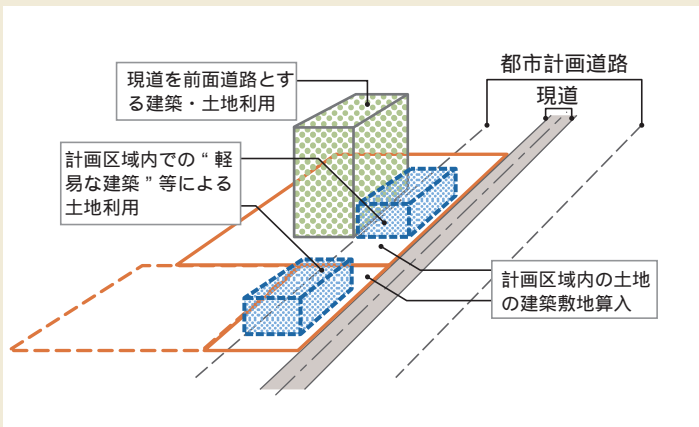 都市計画道路
現道
現道を前面道路とす
る建築・土地利用
計画区域内での“軽
易な建築”等による
土地利用
計画区域内の土地
の建築敷地算入